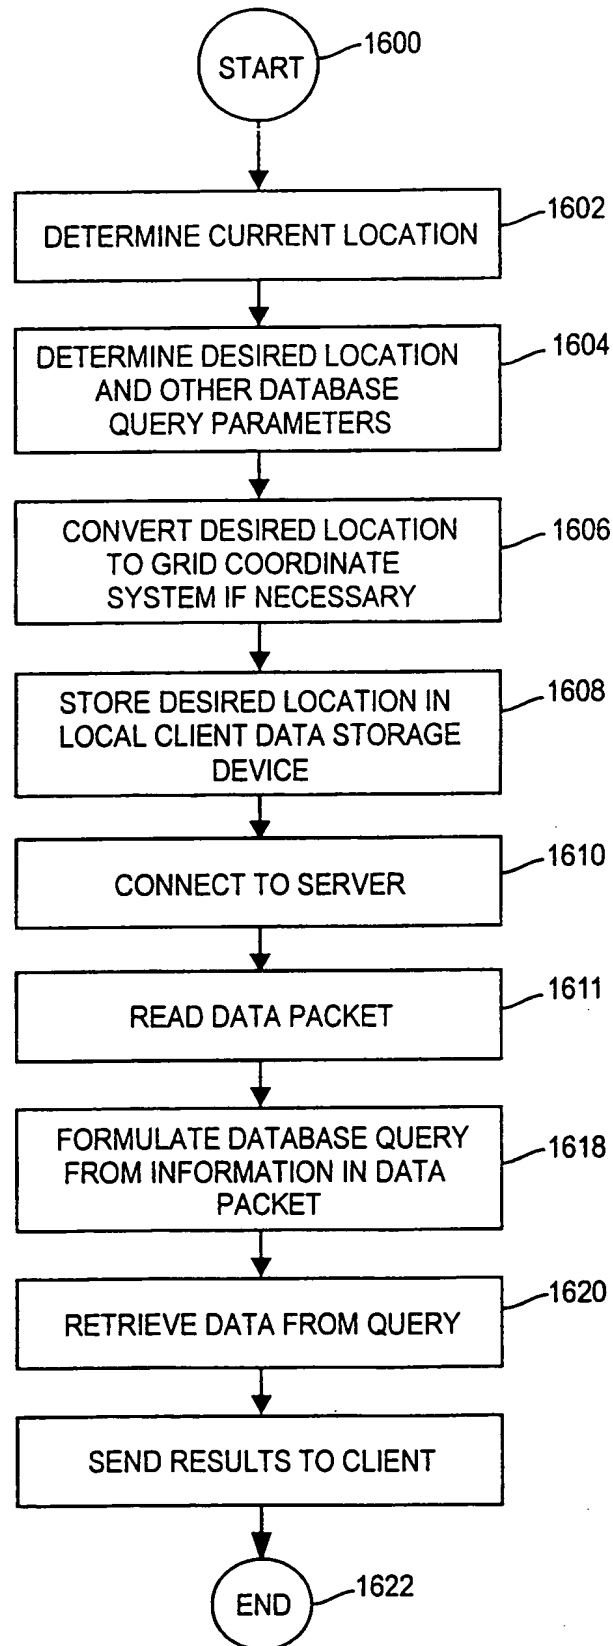 START
1600
DETERMINE CURRENT LOCATION
1602
DETERMINE DESIRED LOCATION
AND OTHER DATABASE
QUERY PARAMETERS
1604
CONVERT DESIRED LOCATION
TO GRID COORDINATE
SYSTEM IF NECESSARY
1606
STORE DESIRED LOCATION IN
LOCAL CLIENT DATA STORAGE
DEVICE
1608
CONNECT TO SERVER
1610
READ DATA PACKET
1611
FORMULATE DATABASE QUERY
FROM INFORMATION IN DATA
PACKET
1618
RETRIEVE DATA FROM QUERY
1620
SEND RESULTS TO CLIENT
END
1622